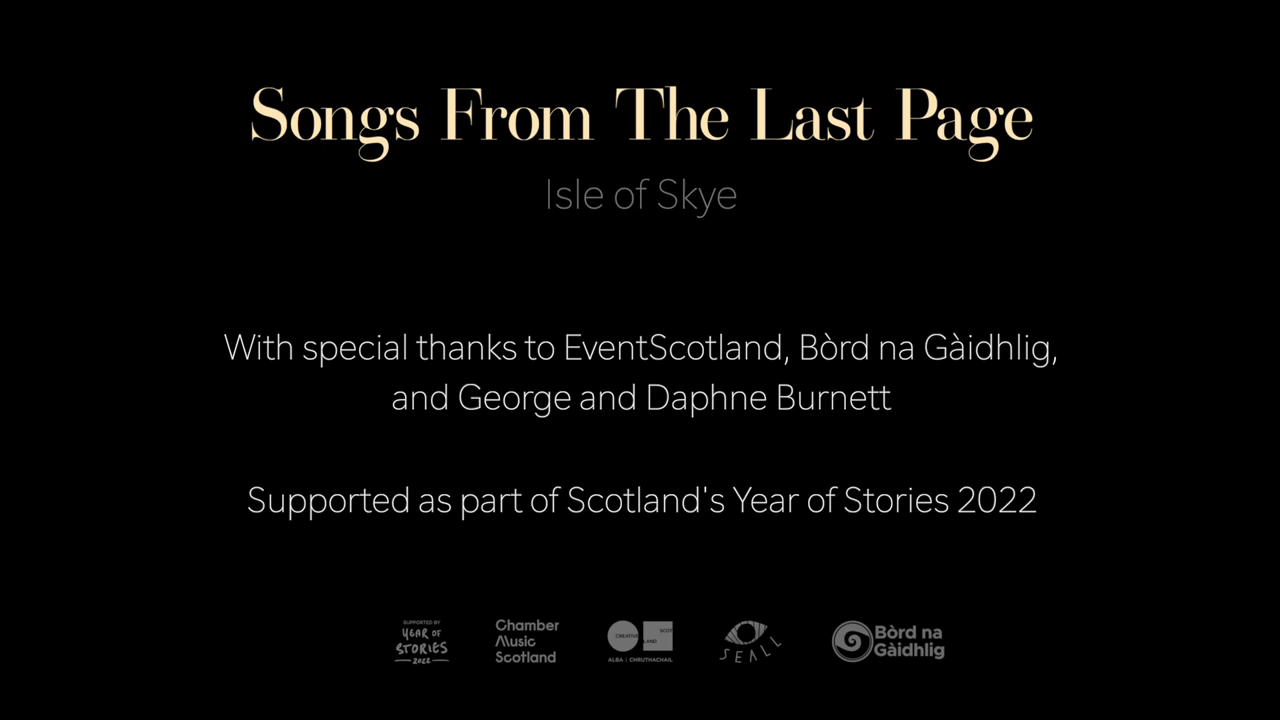 Songs From The Last Page
Isle of Skye
With special thanks to EventScotland, Bòrd na Gàidhlig,
and George and Daphne Burnett
Supported as part of Scotland's Year of Stories 2022
SUPPORTED BY
YEAR OF
STORIES
2022
Chamber
Music
Scotland
CREATIVE SCOT
LAND
ALBA | CHRUTHACHAIL
SEALL
Bòrd na
Gàidhlig